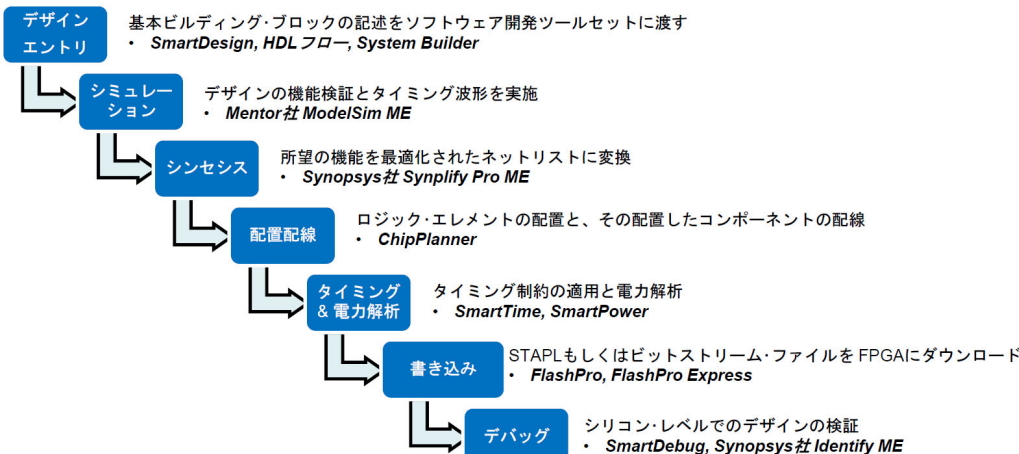 デザイン
エントリ
基本ビルディング･ブロックの記述をソフトウェア開発ツールセットに渡す
• SmartDesign, HDLフロー, System Builder
シミュレー
ション
デザインの機能検証とタイミング波形を実施
• Mentor社 ModelSim ME
シンセシス
所望の機能を最適化されたネットリストに変換
• Synopsys社 Synplify Pro ME
配置配線
ロジック･エレメントの配置と、その配置したコンポーネントの配線
• ChipPlanner
タイミング
& 電力解析
タイミング制約の適用と電力解析
• SmartTime, SmartPower
書き込み
STAPLもしくはビットストリーム･ファイルを FPGAにダウンロード
• FlashPro, FlashPro Express
デバッグ
シリコン･レベルでのデザインの検証
• SmartDebug, Synopsys社 Identify ME